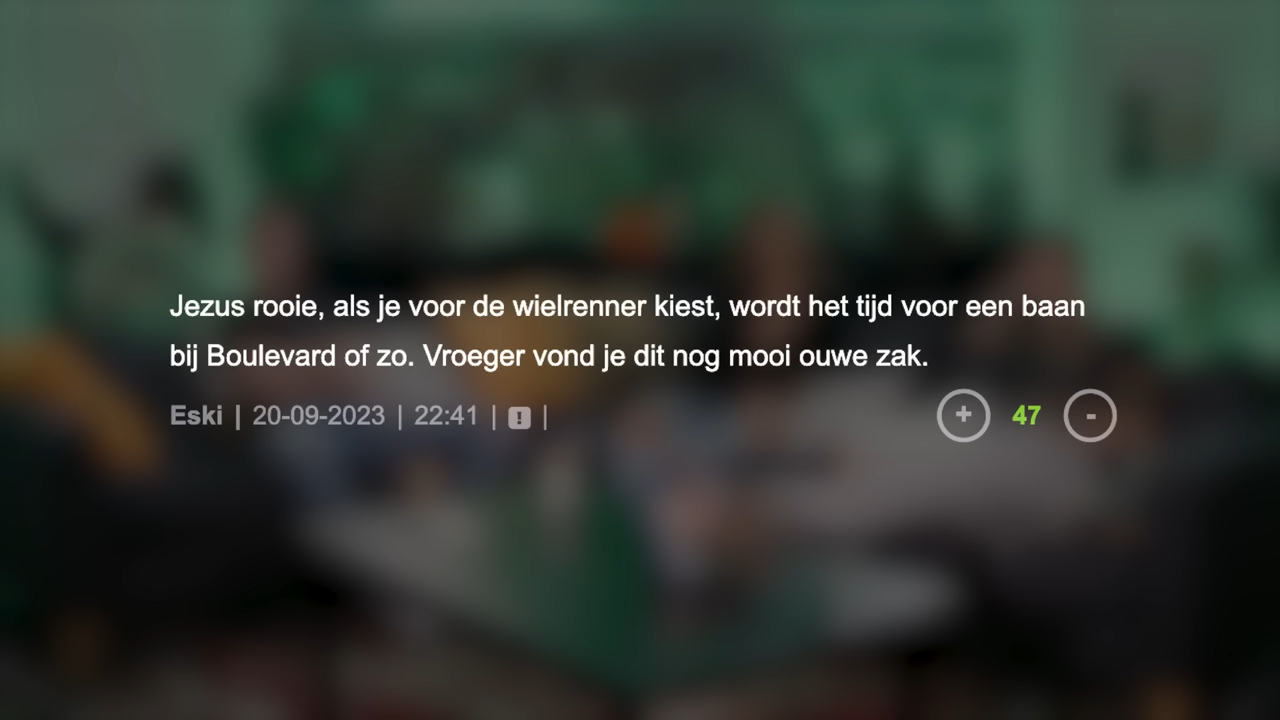 Jezus rooie, als je voor de wielrenner kiest, wordt het tijd voor een baan
bij Boulevard of zo. Vroeger vond je dit nog mooi ouwe zak.
Eski | 20-09-2023 | 22:41 | ! | + 47 -